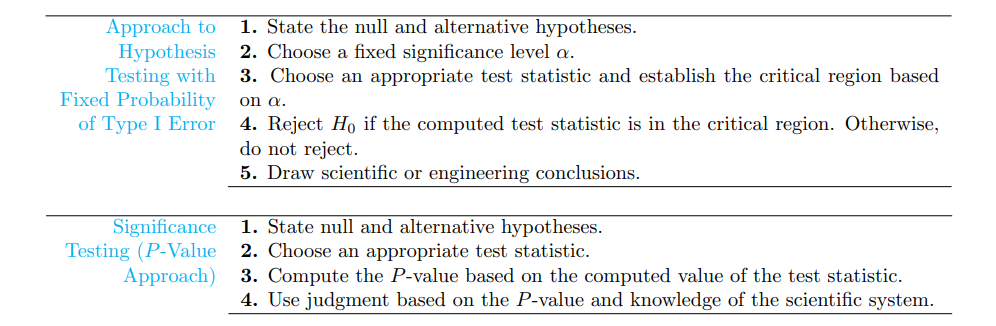 Approach to
Hypothesis
Testing with
Fixed Probability
of Type I Error
1. State the null and alternative hypotheses.
2. Choose a fixed significance level α.
3. Choose an appropriate test statistic and establish the critical region based
on α.
4. Reject H₀ if the computed test statistic is in the critical region. Otherwise,
do not reject.
5. Draw scientific or engineering conclusions.
Significance
Testing (P-Value
Approach)
1. State null and alternative hypotheses.
2. Choose an appropriate test statistic.
3. Compute the P-value based on the computed value of the test statistic.
4. Use judgment based on the P-value and knowledge of the scientific system.